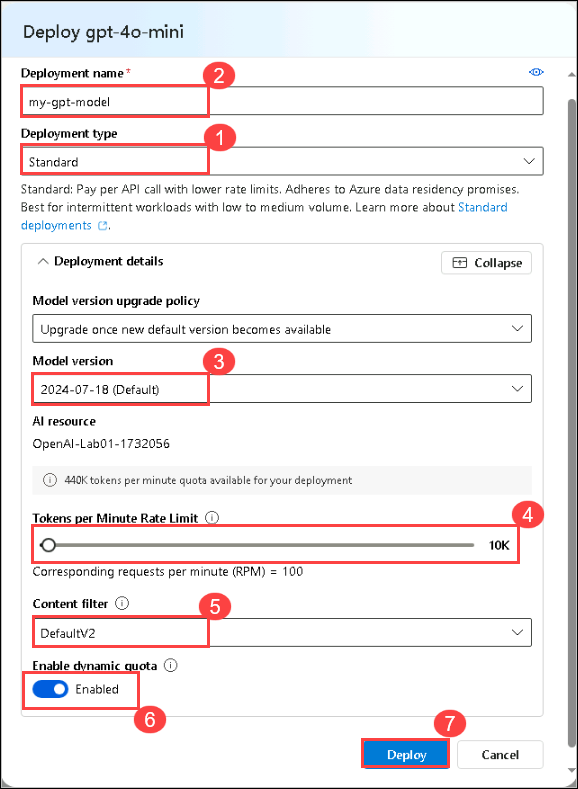 Deploy gpt-4o-mini
Deployment name *
2
my-gpt-model
Deployment type
1
Standard
Standard: Pay per API call with lower rate limits. Adheres to Azure data residency promises.
Best for intermittent workloads with low to medium volume. Learn more about Standard
deployments .
Deployment details
Collapse
Model version upgrade policy
Upgrade once new default version becomes available
Model version
3
2024-07-18 (Default)
AI resource
OpenAI-Lab01-1732056
440K tokens per minute quota available for your deployment
Tokens per Minute Rate Limit
4
10K
Corresponding requests per minute (RPM) = 100
Content filter
5
DefaultV2
Enable dynamic quota
Enabled
6
7
Deploy
Cancel